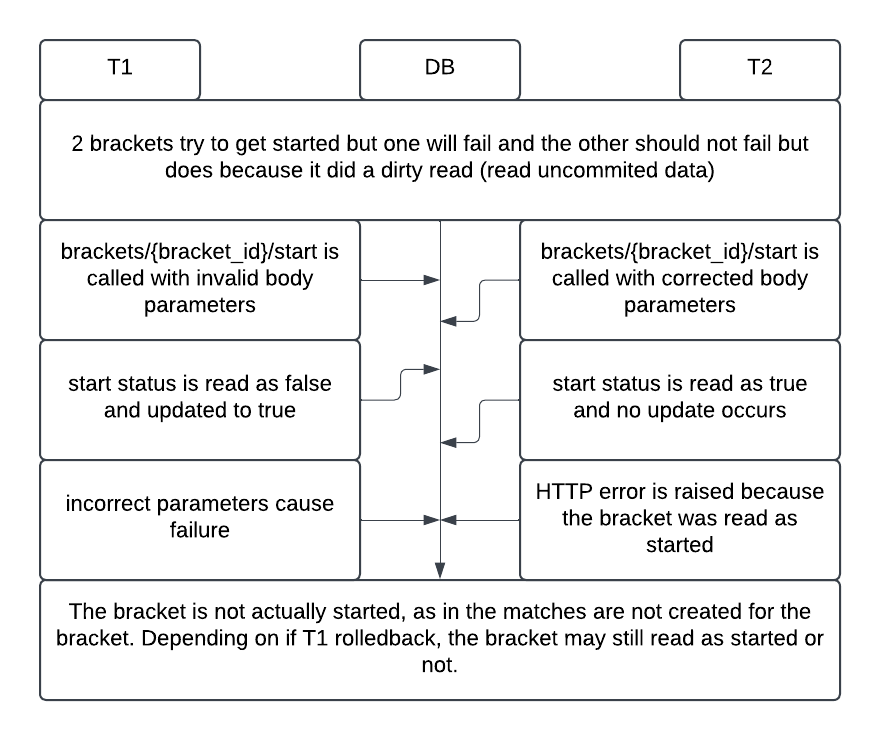 T1
DB
T2
2 brackets try to get started but one will fail and the other should not fail but
does because it did a dirty read (read uncommited data)
brackets/{bracket_id}/start is
called with invalid body
parameters
brackets/{bracket_id}/start is
called with corrected body
parameters
start status is read as false
and updated to true
start status is read as true
and no update occurs
incorrect parameters cause
failure
HTTP error is raised because
the bracket was read as
started
The bracket is not actually started, as in the matches are not created for the
bracket. Depending on if T1 rolledback, the bracket may still read as started or
not.